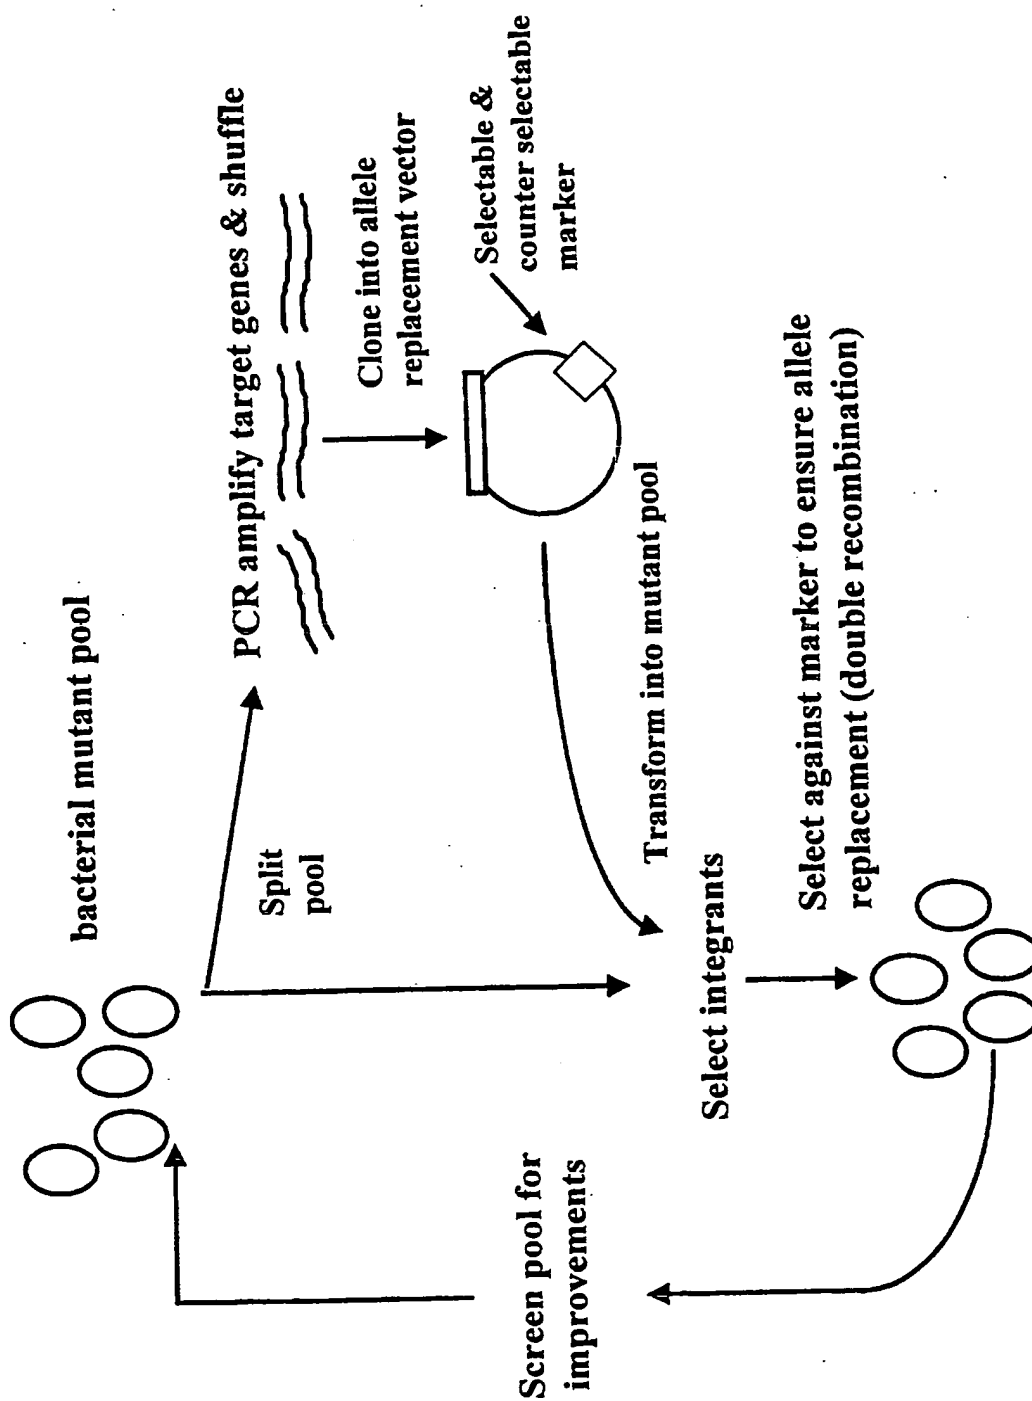 bacterial mutant pool
Split
pool
PCR amplify target genes & shuffle
Clone into allele
replacement vector
Selectable &
counter selectable
marker
Transform into mutant pool
Select integrants
Select against marker to ensure allele
replacement (double recombination)
Screen pool for
improvements